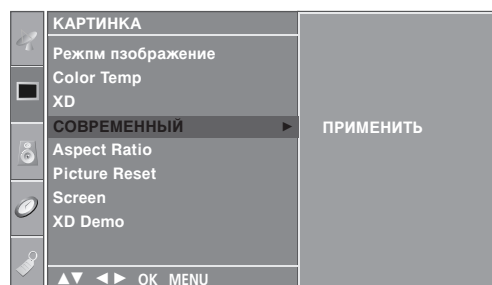 КАРТИНКА
Режпм пзображение
Color Temp
XD
СОВРЕМЕННЫЙ ►
ПРИМЕНИТЬ
Aspect Ratio
Picture Reset
Screen
XD Demo
▲▼ ◄► OK MENU